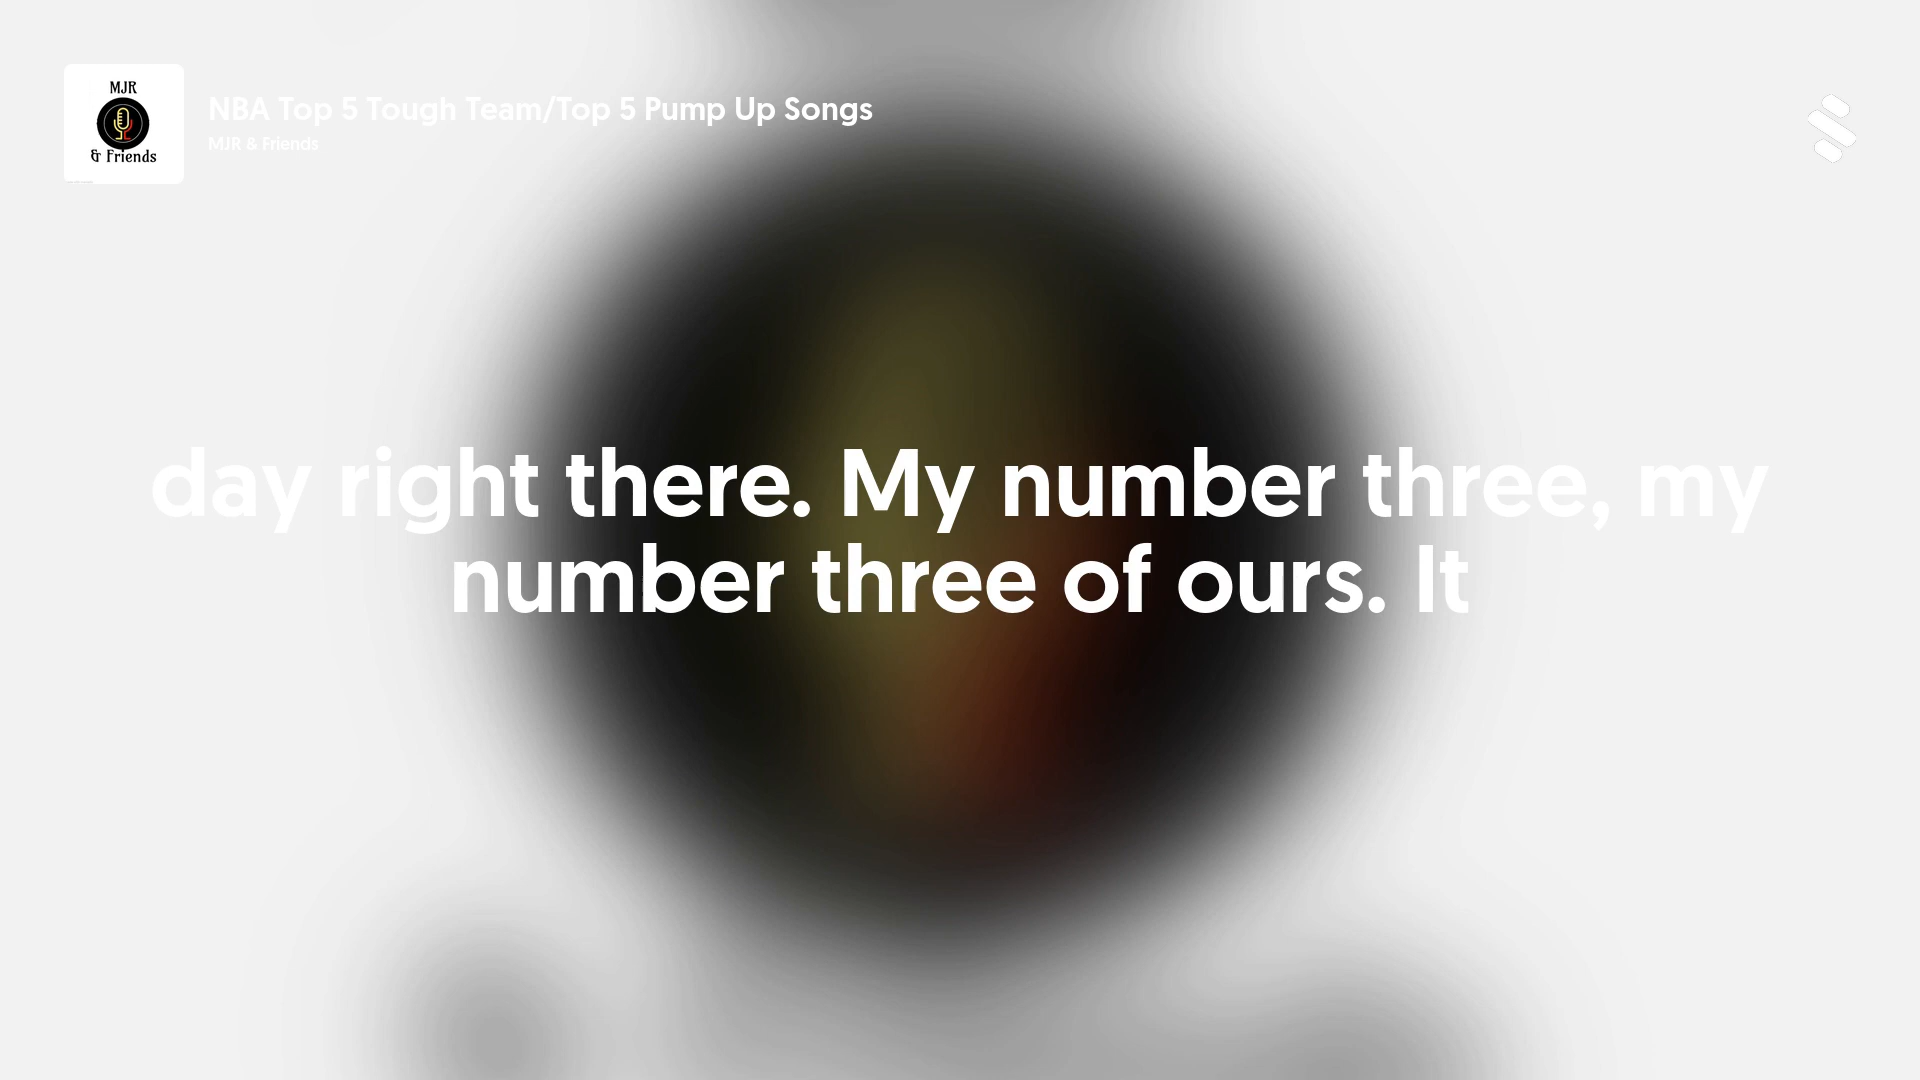 MJR
& Friends
NBA Top 5 Tough Team/Top 5 Pump Up Songs
MJR & Friends
day right there. My number three, my
number three of ours. It